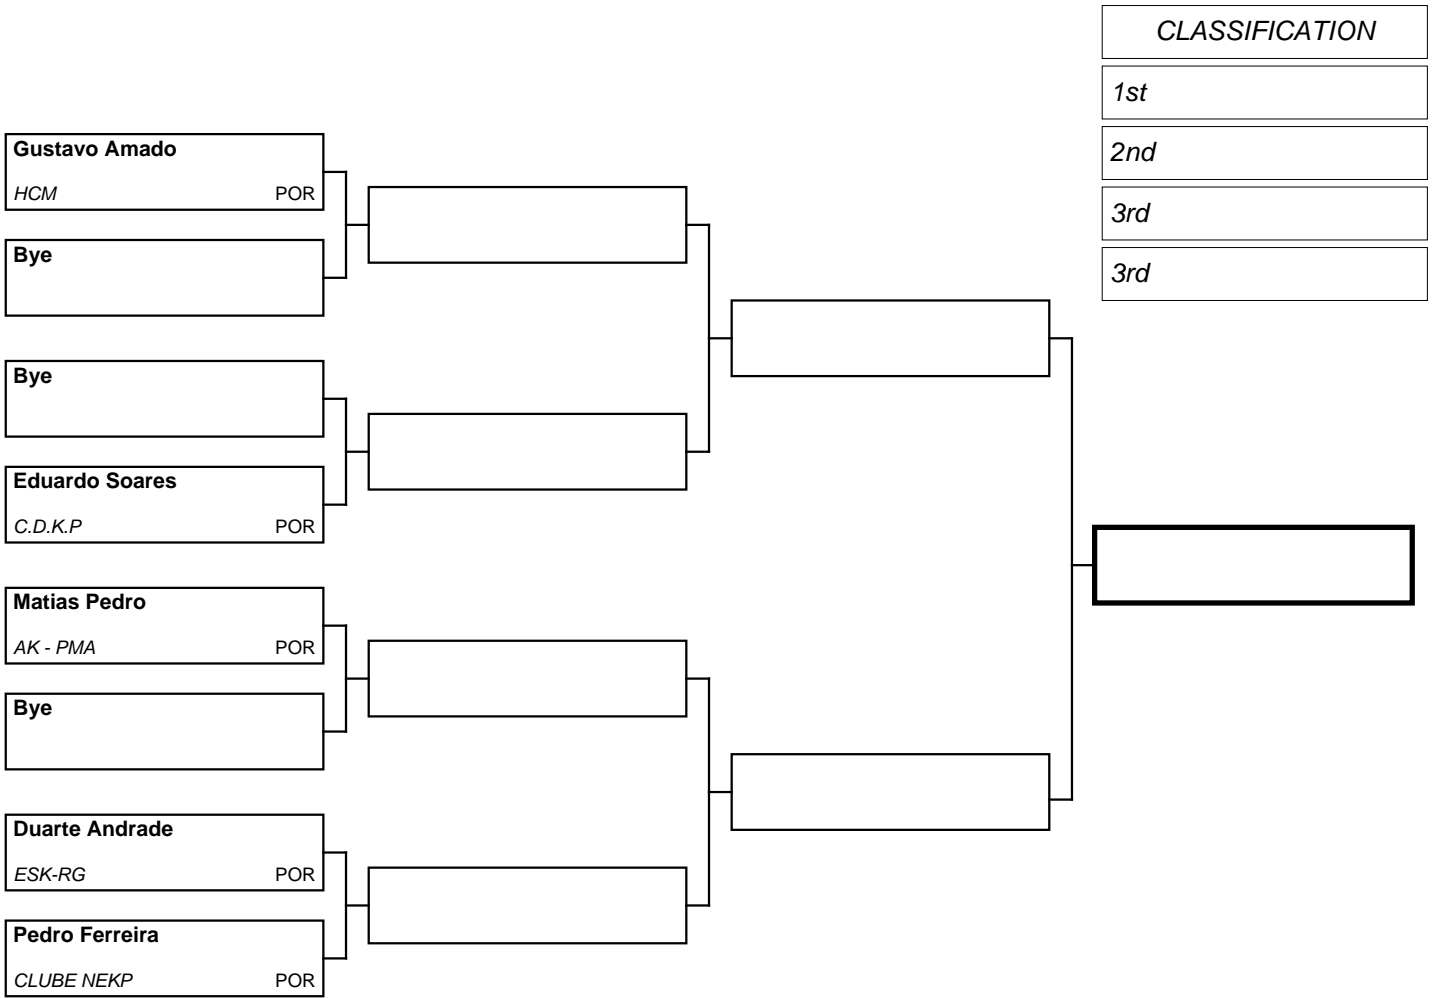 CLASSIFICATION
1st
2nd
3rd
3rd
Gustavo Amado
HCM POR
Bye
Bye
Eduardo Soares
C.D.K.P POR
Matias Pedro
AK - PMA POR
Bye
Duarte Andrade
ESK-RG POR
Pedro Ferreira
CLUBE NEKP POR